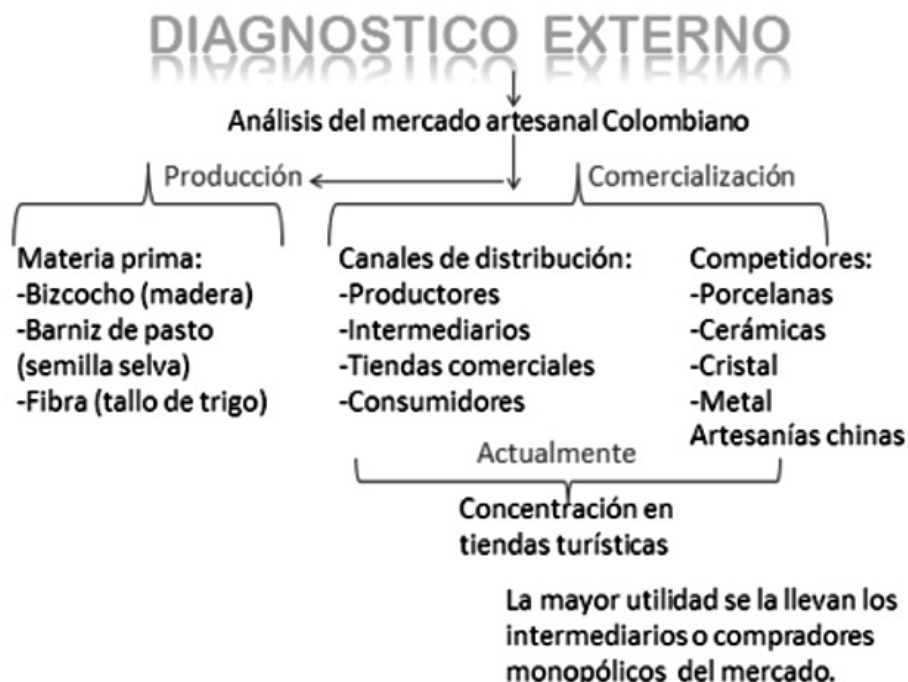 DIAGNOSTICO EXTERNO
Análisis del mercado artesanal Colombiano
Producción
Comercialización
Materia prima:
-Bizcocho (madera)
-Barniz de pasto
(semilla selva)
-Fibra (tallo de trigo)
Canales de distribución:
-Productores
-Intermediarios
-Tiendas comerciales
-Consumidores
Competidores:
-Porcelanas
-Cerámicas
-Cristal
-Metal
Artesanías chinas
Actualmente
Concentración en
tiendas turísticas
La mayor utilidad se la llevan los
intermediarios o compradores
monopólicos del mercado.